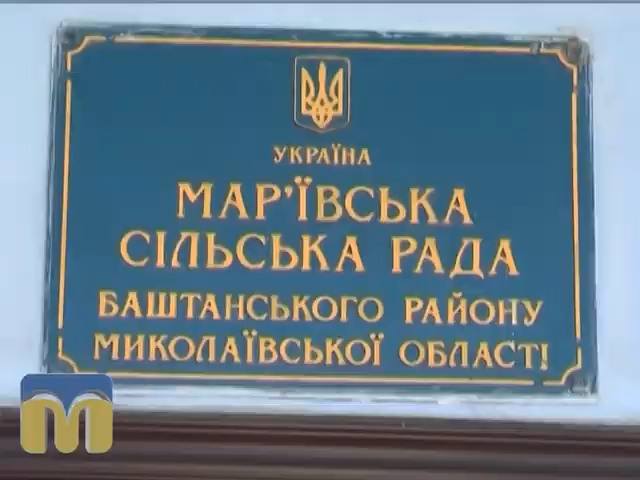 УКРАЇНА
МАР'ЇВСЬКА
СІЛЬСЬКА РАДА
БАШТАНСЬКОГО РАЙОНУ
МИКОЛАЇВСЬКОЇ ОБЛАСТІ
М